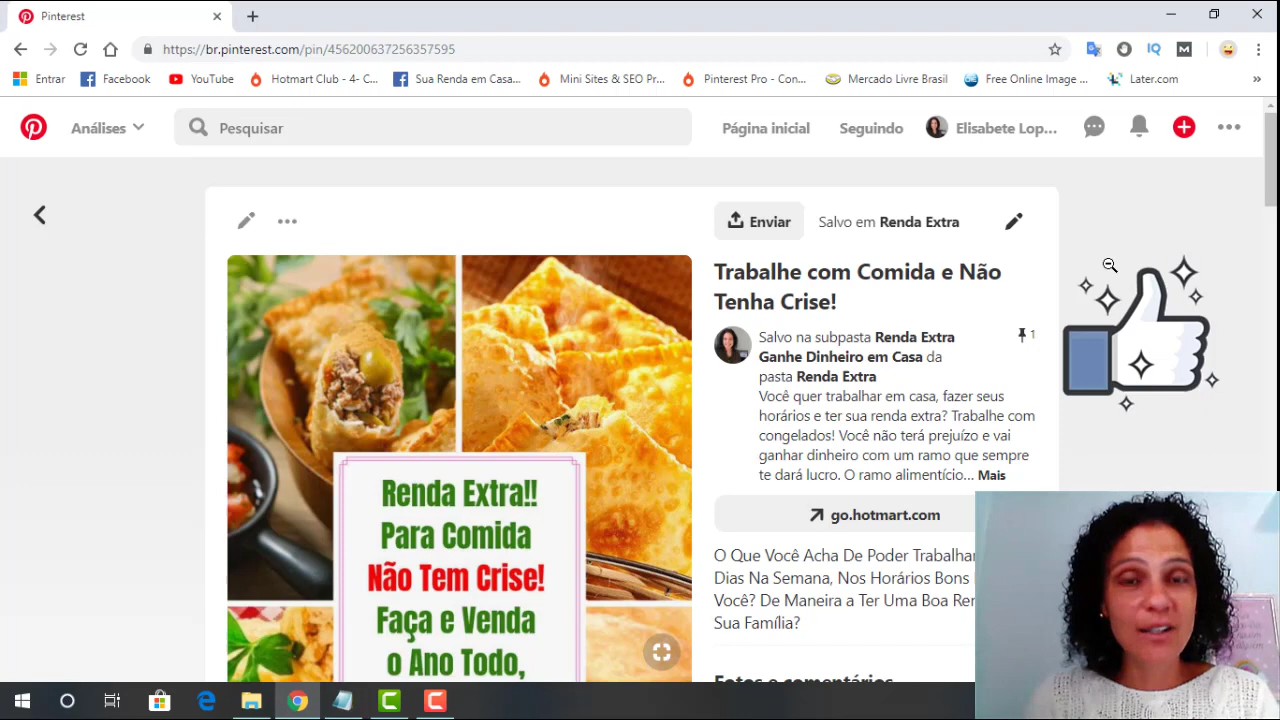 Pinterest
https://br.pinterest.com/pin/456200637256357595
Entrar
Facebook
YouTube
Hotmart Club - 4- C...
Sua Renda em Casa...
Mini Sites & SEO Pr...
Pinterest Pro - Con...
Mercado Livre Brasil
Free Online Image ...
Later.com
»
Análises
Pesquisar
Página inicial
Seguindo
Elisabete Lop...
Enviar
Salvo em Renda Extra
Trabalhe com Comida e Não
Tenha Crise!
Salvo na subpasta Renda Extra
Ganhe Dinheiro em Casa da
pasta Renda Extra
1
Você quer trabalhar em casa, fazer seus
horários e ter sua renda extra? Trabalhe com
congelados! Você não terá prejuízo e vai
ganhar dinheiro com um ramo que sempre
te dará lucro. O ramo alimentício... Mais
go.hotmart.com
O Que Você Acha De Poder Trabalhar
Dias Na Semana, Nos Horários Bons
Você? De Maneira a Ter Uma Boa Ren
Sua Família?
Fotos e comentários
Renda Extra!!
Para Comida
Não Tem Crise!
Faça e Venda
o Ano Todo,